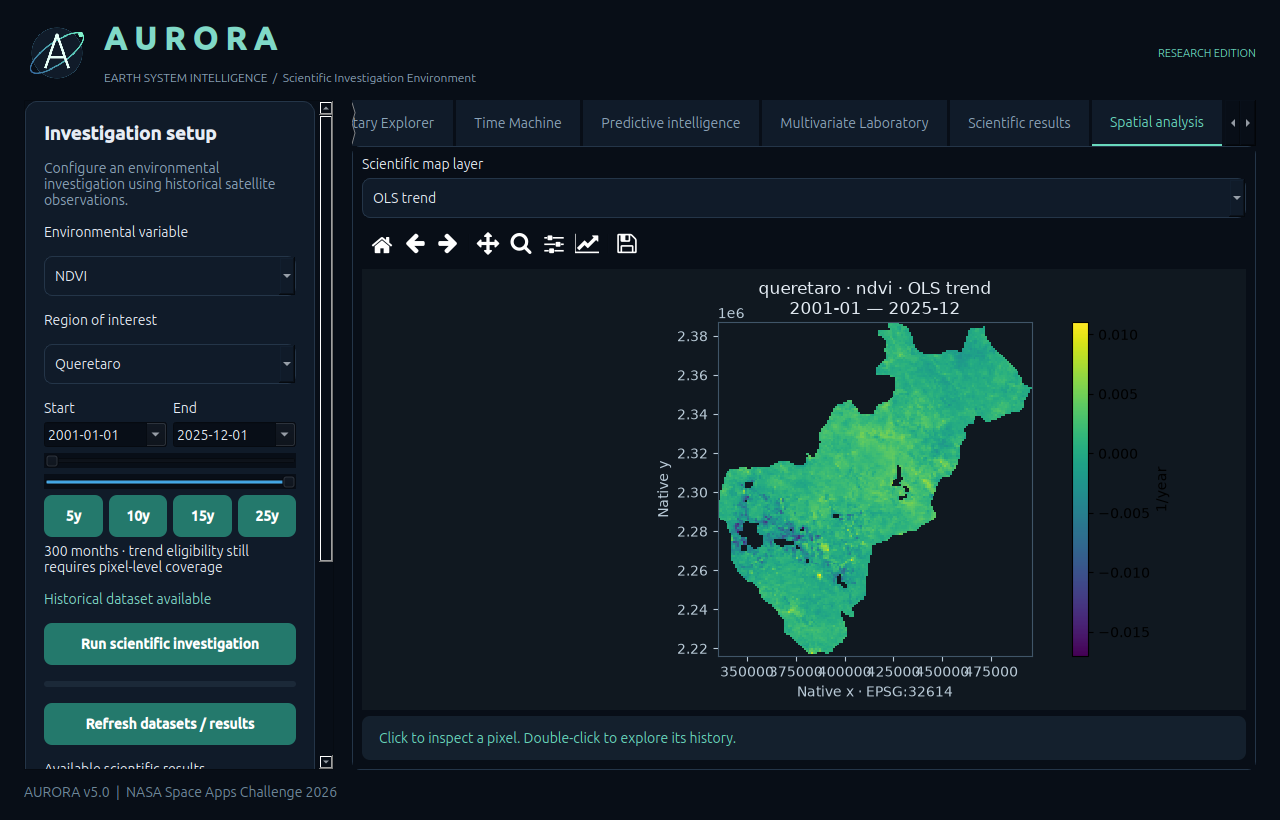 A
AURORA
EARTH SYSTEM INTELLIGENCE / Scientific Investigation Environment
RESEARCH EDITION
Investigation setup
Configure an environmental
investigation using historical satellite
observations.
Environmental variable
NDVI
Region of interest
Queretaro
Start End
2001-01-01 2025-12-01
5y 10y 15y 25y
300 months · trend eligibility still
requires pixel-level coverage
Historical dataset available
Run scientific investigation
Refresh datasets / results
Available scientific results
tary Explorer Time Machine Predictive intelligence Multivariate Laboratory Scientific results Spatial analysis
Scientific map layer
OLS trend
queretaro · ndvi · OLS trend
2001-01 — 2025-12
1e6
2.38
2.36
2.34
2.32
2.30
2.28
2.26
2.24
2.22
Native y
350000 375000 400000 425000 450000 475000
Native x · EPSG:32614
0.010
0.005
0.000
−0.005
−0.010
−0.015
1/year
Click to inspect a pixel. Double-click to explore its history.
AURORA v5.0 | NASA Space Apps Challenge 2026